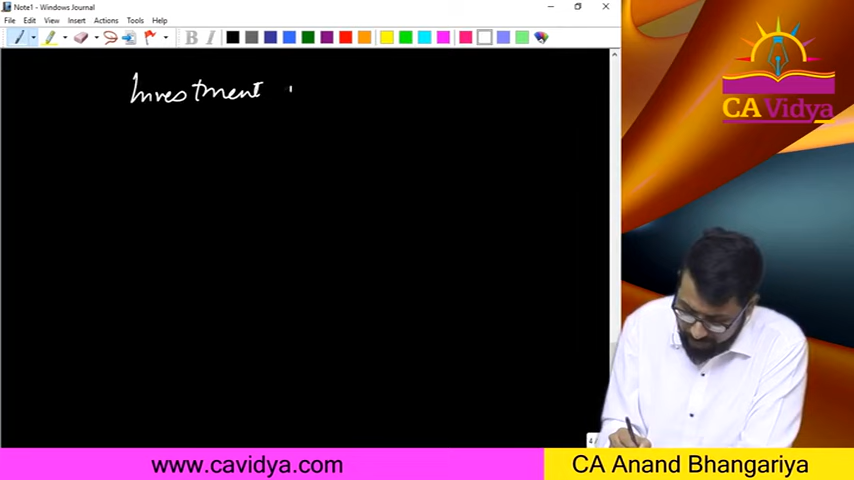 Note1 - Windows Journal
File Edit View Insert Actions Tools Help
B I
Investment
CA Vidya
4
www.cavidya.com
CA Anand Bhangariya